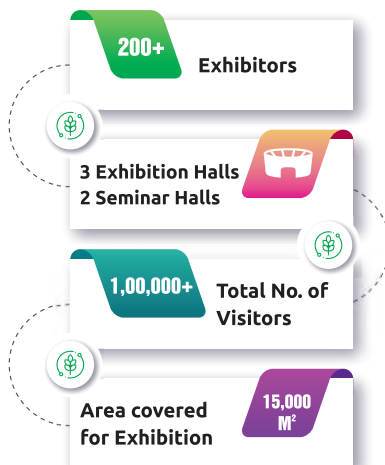 200+
Exhibitors
3 Exhibition Halls
2 Seminar Halls
1,00,000+
Total No. of
Visitors
Area covered
for Exhibition
15,000
M²